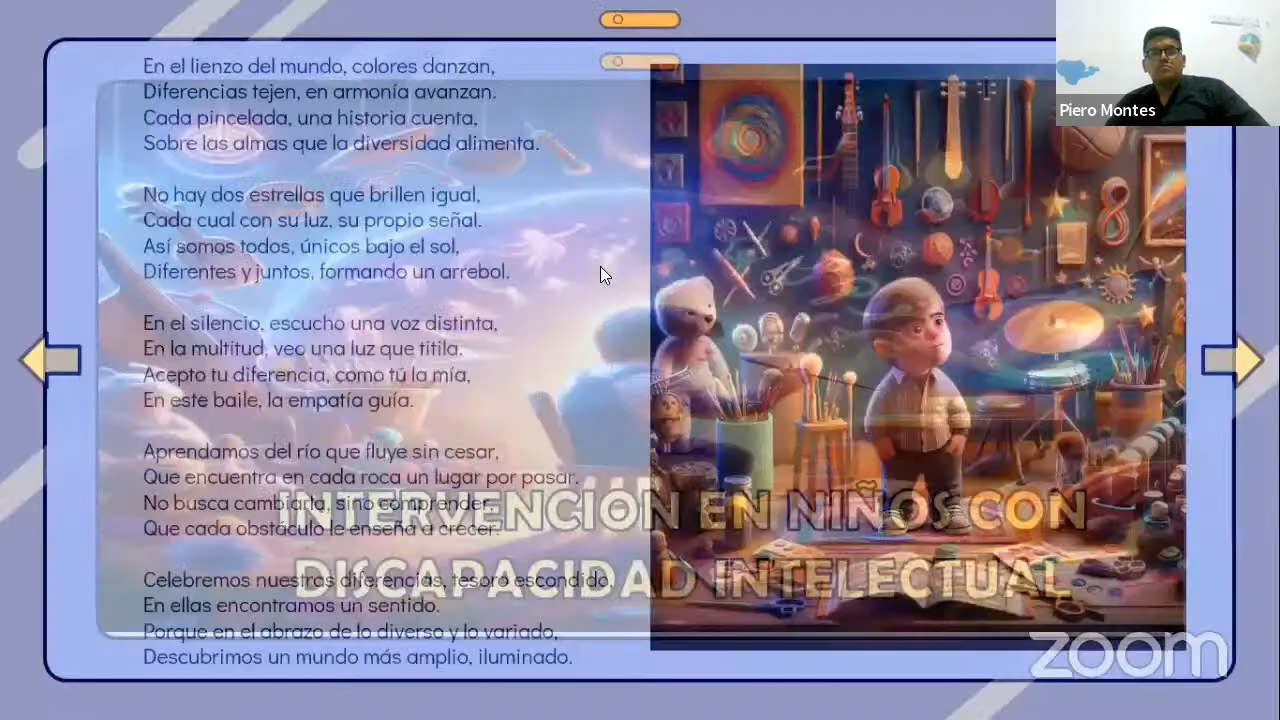 En el lienzo del mundo, colores danzan,
Diferencias tejen, en armonía avanzan.
Cada pincelada, una historia cuenta,
Sobre las almas que la diversidad alimenta.
No hay dos estrellas que brillen igual,
Cada cual con su luz, su propio señal.
Así somos todos, únicos bajo el sol,
Diferentes y juntos, formando un arrebol.
En el silencio, escucho una voz distinta,
En la multitud, veo una luz que titila.
Acepto tu diferencia, como tú la mía,
En este baile, la empatía guía.
Aprendamos del río que fluye sin cesar,
Que encuentra en cada roca un lugar por pasar.
No busca cambiarla, sino comprender
Que cada obstáculo le enseña a crecer.
Celebremos nuestras diferencias, tesoro escondido,
En ellas encontramos un sentido.
Porque en el abrazo de lo diverso y lo variado,
Descubrimos un mundo más amplio, iluminado.
INTERVENCIÓN EN NIÑOS CON
DISCAPACIDAD INTELECTUAL
Piero Montes
zoom